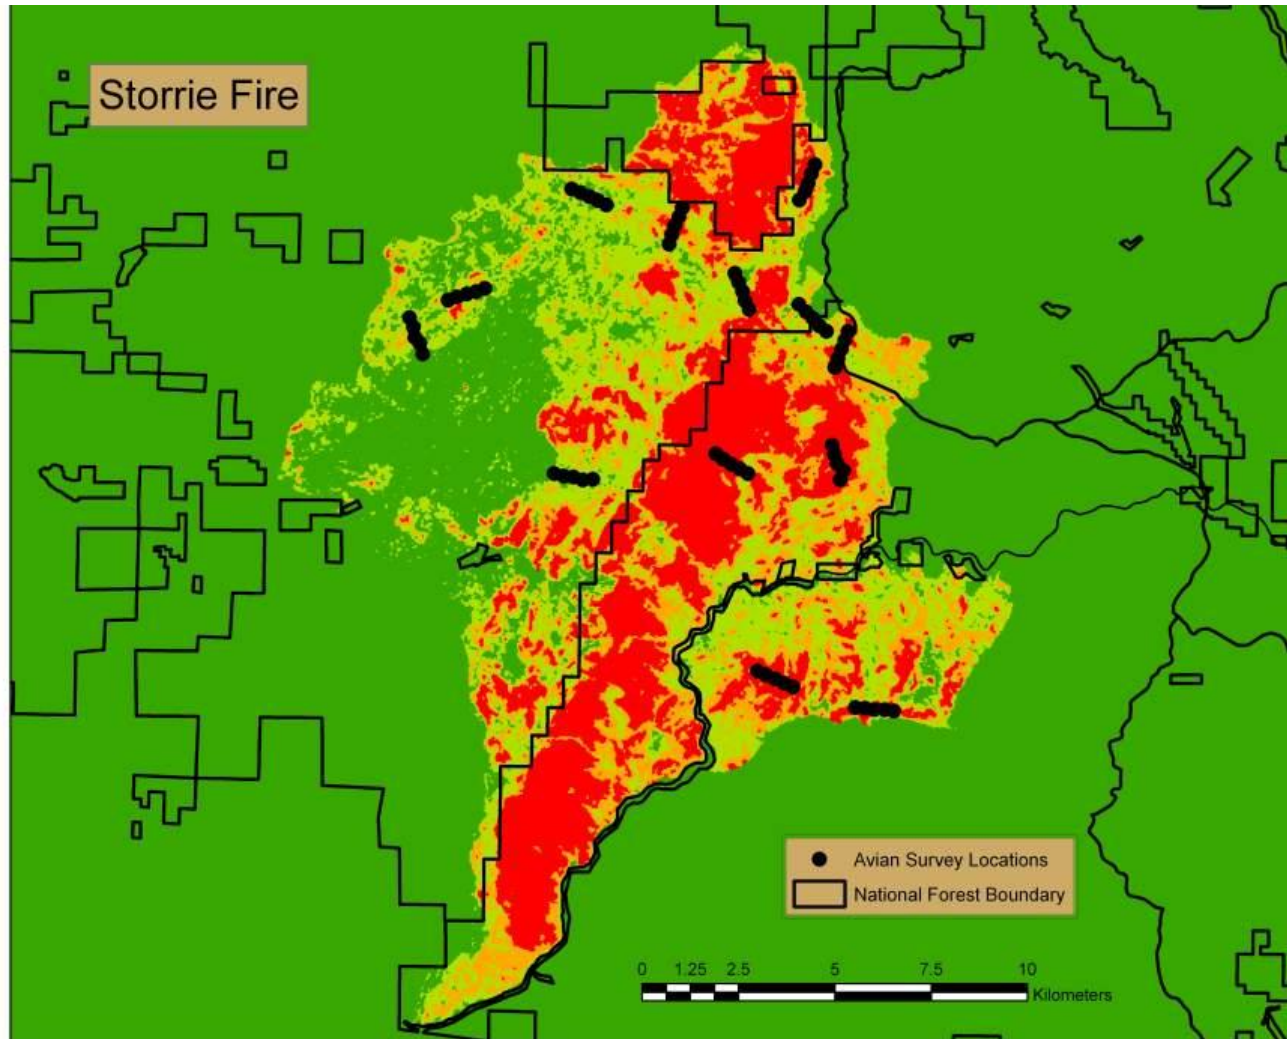 Storrie Fire
Avian Survey Locations
National Forest Boundary
0 1.25 2.5 5 7.5 10
Kilometers